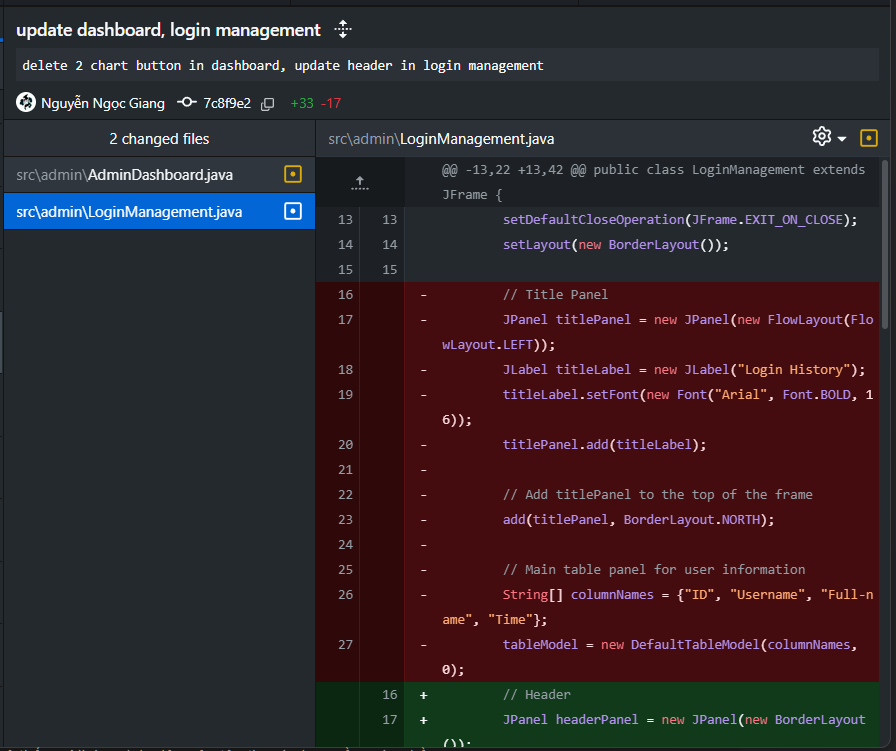 update dashboard, login management
delete 2 chart button in dashboard, update header in login management
Nguyễn Ngọc Giang 7c8f9e2 +33 -17
2 changed files
src\admin\LoginManagement.java
src\admin\AdminDashboard.java
src\admin\LoginManagement.java
@@ -13,22 +13,42 @@ public class LoginManagement extends
JFrame {
13 13 setDefaultCloseOperation(JFrame.EXIT_ON_CLOSE);
14 14 setLayout(new BorderLayout());
15 15
16 - // Title Panel
17 - JPanel titlePanel = new JPanel(new FlowLayout(Flo
wLayout.LEFT));
18 - JLabel titleLabel = new JLabel("Login History");
19 - titleLabel.setFont(new Font("Arial", Font.BOLD, 1
6));
20 - titlePanel.add(titleLabel);
21 -
22 - // Add titlePanel to the top of the frame
23 - add(titlePanel, BorderLayout.NORTH);
24 -
25 - // Main table panel for user information
26 - String[] columnNames = {"ID", "Username", "Full-n
ame", "Time"};
27 - tableModel = new DefaultTableModel(columnNames,
0);
16 + // Header
17 + JPanel headerPanel = new JPanel(new BorderLayout
());